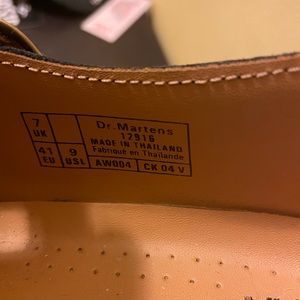 7 UK
41 EU
9 USL
Dr. Martens
12916
MADE IN THAILAND
Fabriqué en Thaïlande
AW004
CK 04 V